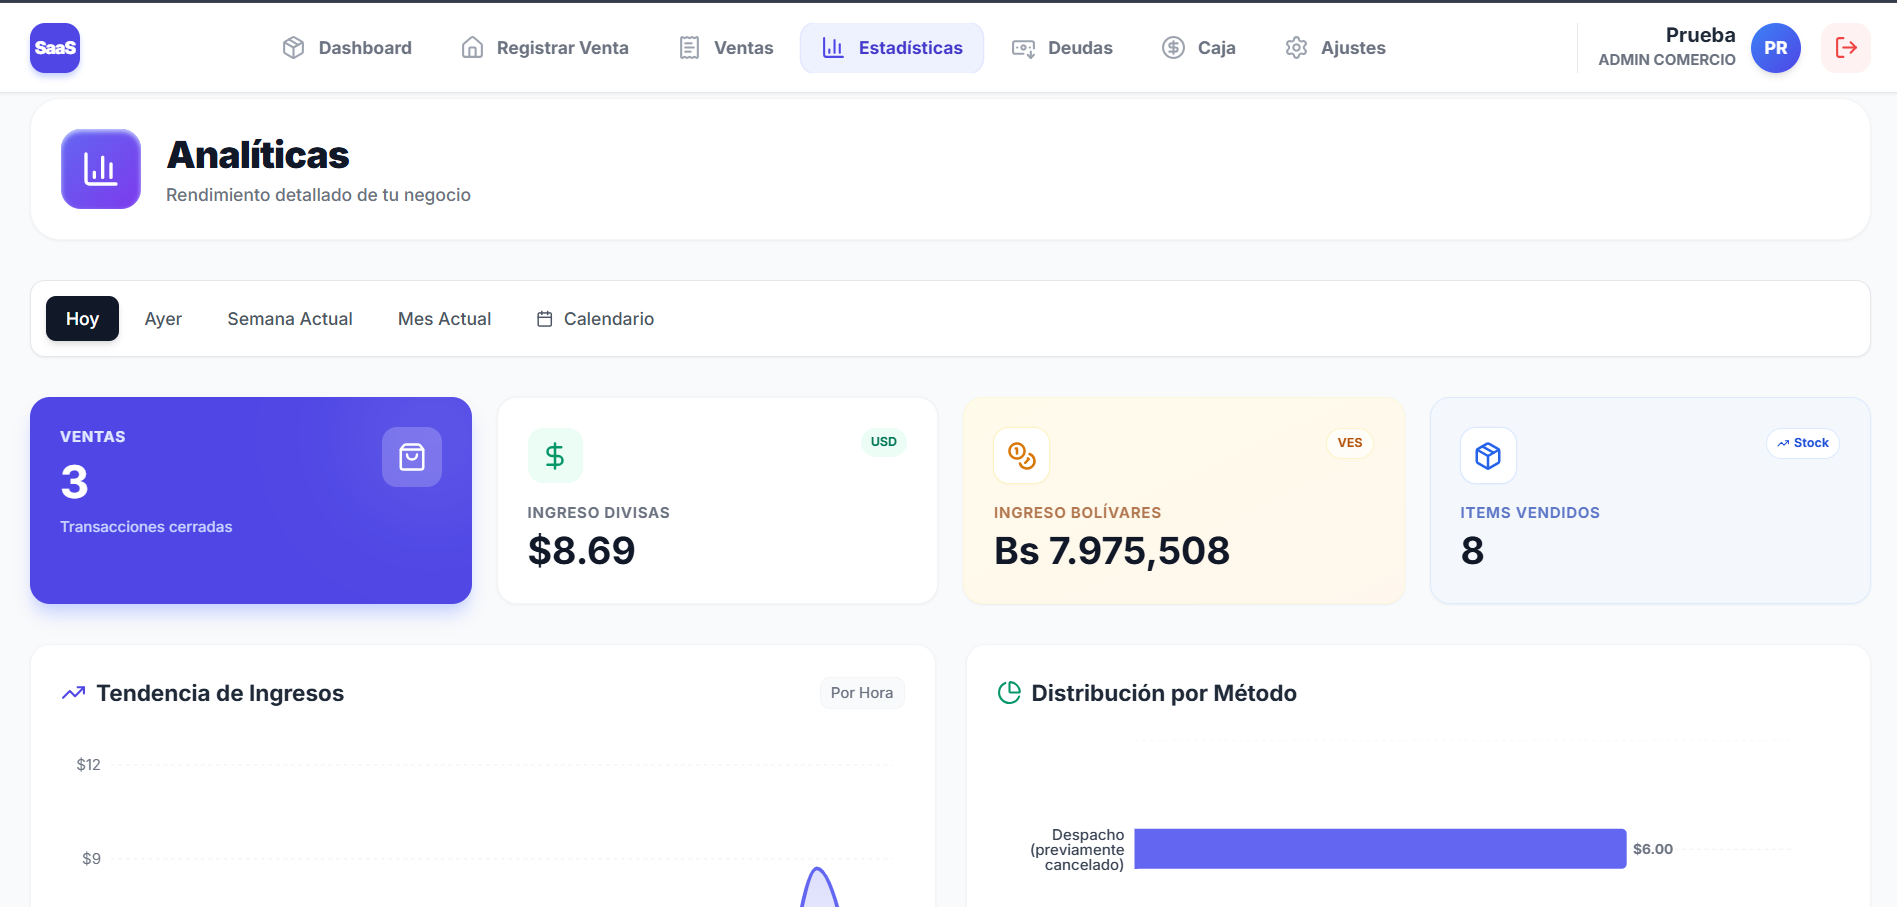 SaaS
Dashboard
Registrar Venta
Ventas
Estadísticas
Deudas
Caja
Ajustes
Prueba
ADMIN COMERCIO
PR
Analíticas
Rendimiento detallado de tu negocio
Hoy
Ayer
Semana Actual
Mes Actual
Calendario
VENTAS
3
Transacciones cerradas
USD
INGRESO DIVISAS
$8.69
VES
INGRESO BOLÍVARES
Bs 7.975,508
Stock
ITEMS VENDIDOS
8
Tendencia de Ingresos
Por Hora
$12
$9
Distribución por Método
Despacho
(previamente
cancelado)
$6.00